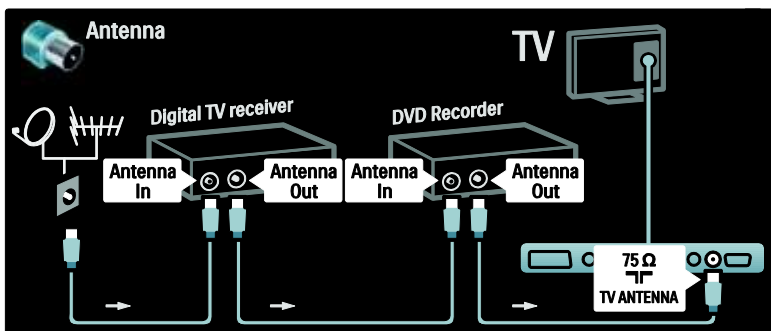 Antenna
TV
Digital TV receiver
DVD Recorder
Antenna
In
Antenna
Out
Antenna
In
Antenna
Out
75 Ω
TV ANTENNA